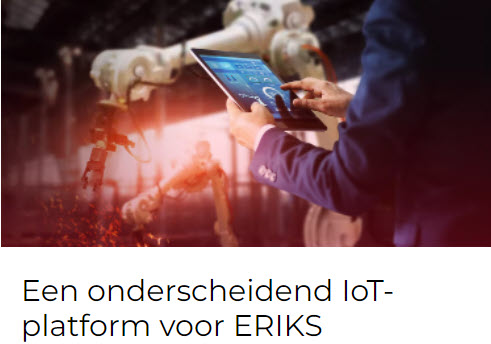 Een onderscheidend IoT-
platform voor ERIKS